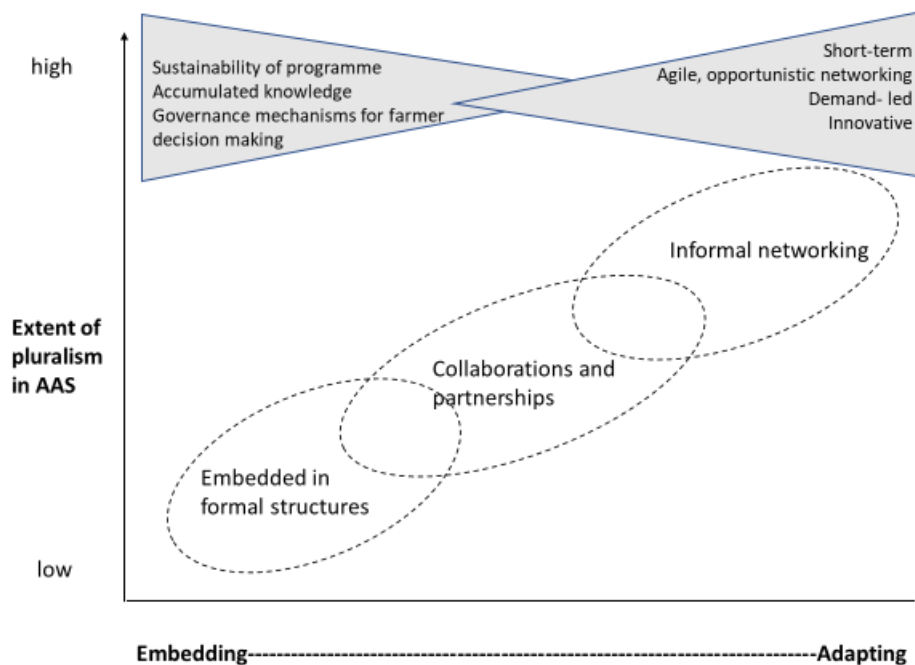 high
Sustainability of programme
Accumulated knowledge
Governance mechanisms for farmer
decision making
Short-term
Agile, opportunistic networking
Demand- led
Innovative
Informal networking
Extent of
pluralism
in AAS
Collaborations and
partnerships
Embedded in
formal structures
low
Embedding--------------------------------------------------------------------------------Adapting